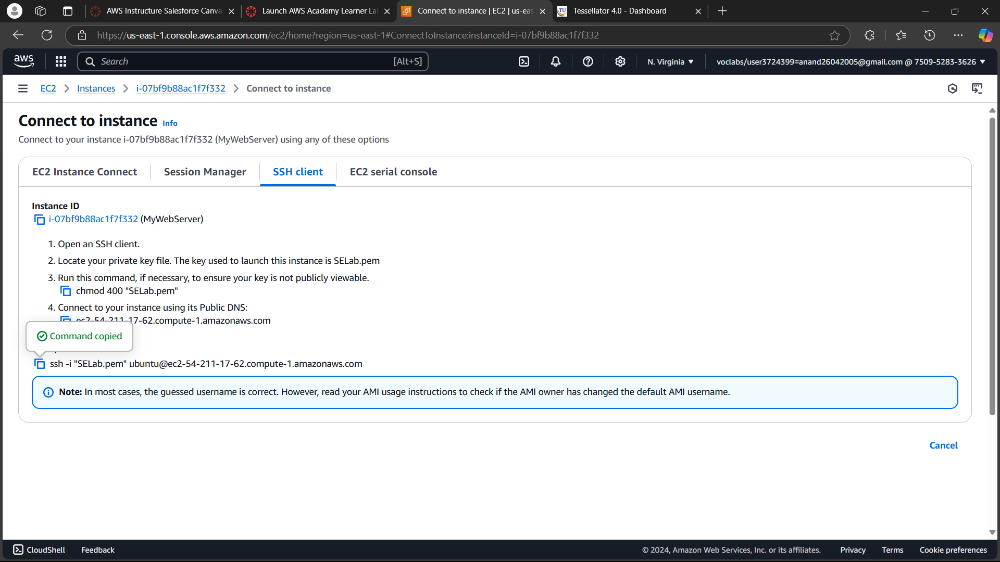 AWS Instructure Salesforce Canva
Launch AWS Academy Learner La
Connect to instance | EC2 | us-eas
TU
Tessellator 4.0 - Dashboard
https://us-east-1.console.aws.amazon.com/ec2/home?region=us-east-1#ConnectToInstance:instanceId=i-07bf9b88ac1f7f332
aws
Search
[Alt+S]
N. Virginia
voclabs/user3724399=anand26042005@gmail.com @ 7509-5283-3626
EC2
Instances
i-07bf9b88ac1f7f332
Connect to instance
Connect to instance Info
Connect to your instance i-07bf9b88ac1f7f332 (MyWebServer) using any of these options
EC2 Instance Connect
Session Manager
SSH client
EC2 serial console
Instance ID
i-07bf9b88ac1f7f332 (MyWebServer)
1. Open an SSH client.
2. Locate your private key file. The key used to launch this instance is SELab.pem
3. Run this command, if necessary, to ensure your key is not publicly viewable.
chmod 400 "SELab.pem"
4. Connect to your instance using its Public DNS:
ec2-54-211-17-62.compute-1.amazonaws.com
Command copied
ssh -i "SELab.pem" ubuntu@ec2-54-211-17-62.compute-1.amazonaws.com
Note: In most cases, the guessed username is correct. However, read your AMI usage instructions to check if the AMI owner has changed the default AMI username.
Cancel
CloudShell
Feedback
© 2024, Amazon Web Services, Inc. or its affiliates.
Privacy
Terms
Cookie preferences